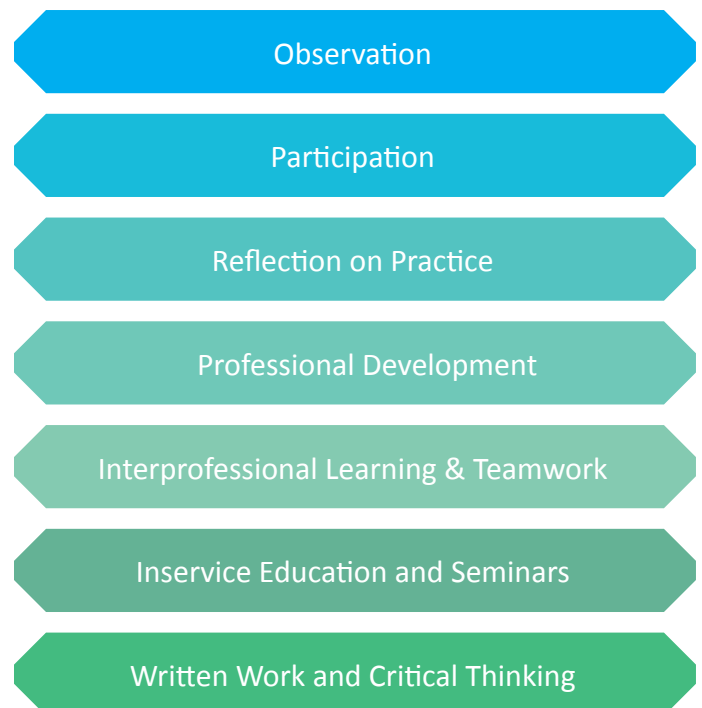 Observation
Participation
Reflection on Practice
Professional Development
Interprofessional Learning & Teamwork
Inservice Education and Seminars
Written Work and Critical Thinking